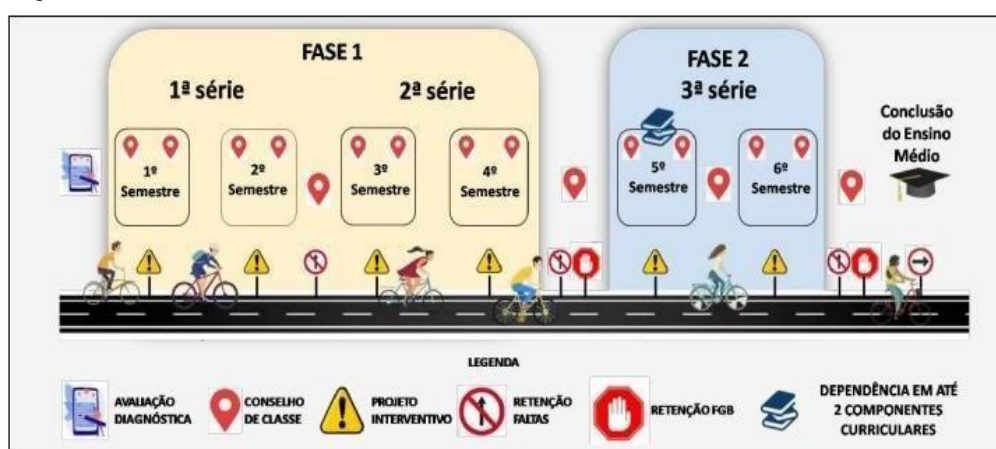 FASE 1
1ª série
2ª série
1º
Semestre
2º
Semestre
3º
Semestre
4º
Semestre
FASE 2
3ª série
5º
Semestre
6º
Semestre
Conclusão
do Ensino
Médio
LEGENDA
AVALIAÇÃO
DIAGNÓSTICA
CONSELHO
DE CLASSE
PROJETO
INTERVENTIVO
RETENÇÃO
FALTAS
RETENÇÃO FGB
DEPENDÊNCIA EM ATÉ
2 COMPONENTES
CURRICULARES